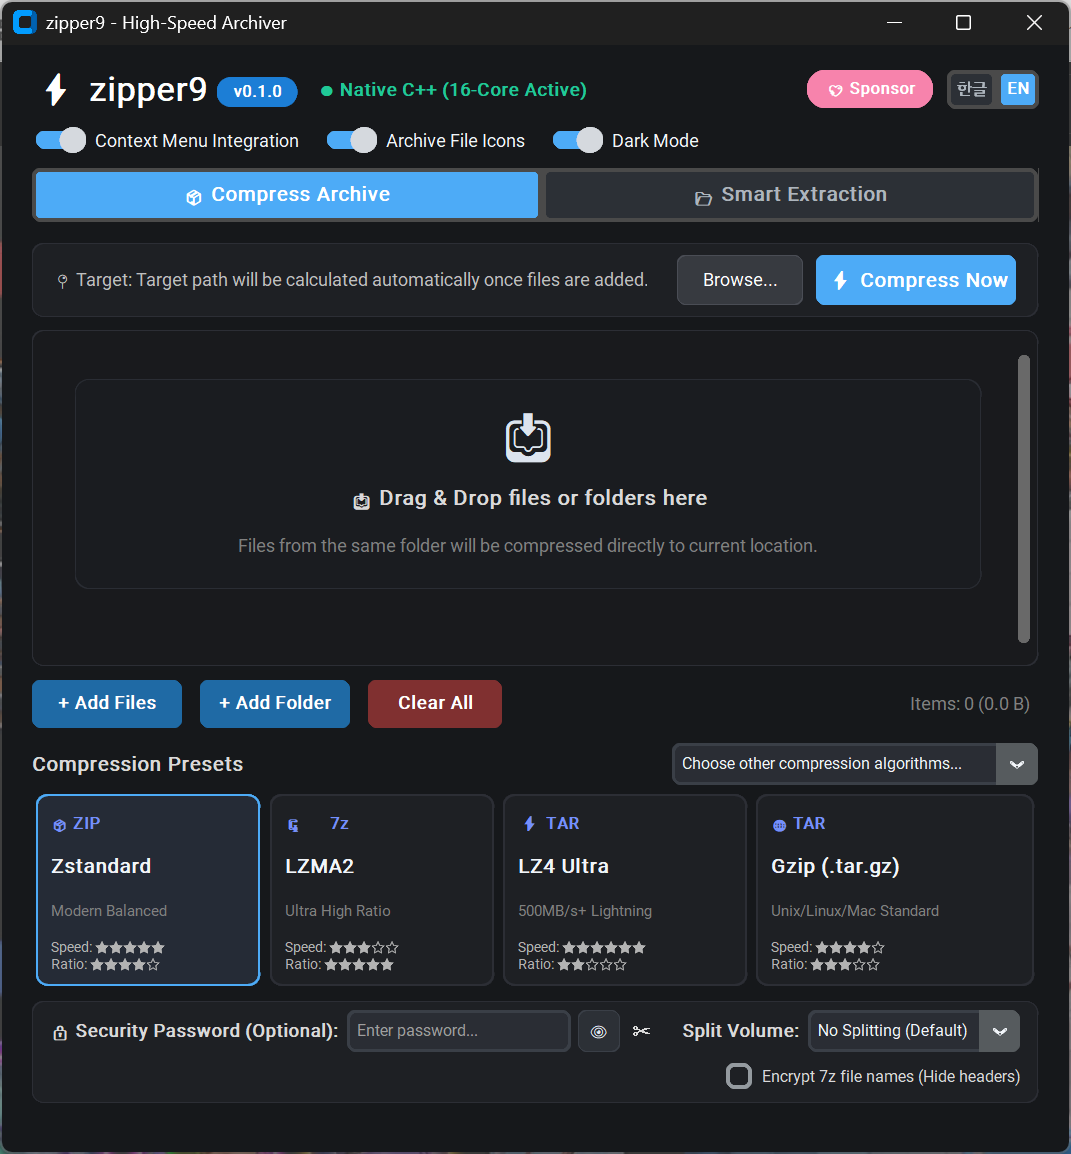 zipper9 - High-Speed Archiver
zipper9
v0.1.0
Native C++ (16-Core Active)
Sponsor
한글
EN
Context Menu Integration
Archive File Icons
Dark Mode
Compress Archive
Smart Extraction
Target: Target path will be calculated automatically once files are added.
Browse...
Compress Now
Drag & Drop files or folders here
Files from the same folder will be compressed directly to current location.
+ Add Files
+ Add Folder
Clear All
Items: 0 (0.0 B)
Compression Presets
Choose other compression algorithms...
ZIP
Zstandard
Modern Balanced
Speed: ★★★★★
Ratio: ★★★★☆
7z
LZMA2
Ultra High Ratio
Speed: ★★★☆☆
Ratio: ★★★★★
TAR
LZ4 Ultra
500MB/s+ Lightning
Speed: ★★★★★★
Ratio: ★★☆☆☆
TAR
Gzip (.tar.gz)
Unix/Linux/Mac Standard
Speed: ★★★★☆
Ratio: ★★★☆☆
Security Password (Optional):
Enter password...
Split Volume:
No Splitting (Default)
Encrypt 7z file names (Hide headers)